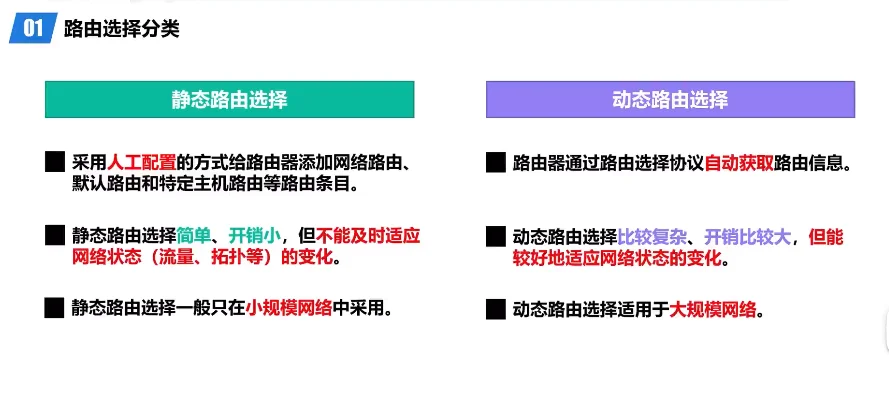 01 路由选择分类
静态路由选择
采用人工配置的方式给路由器添加网络路由、
默认路由和特定主机路由等路由条目。
静态路由选择简单、开销小，但不能及时适应
网络状态（流量、拓扑等）的变化。
静态路由选择一般只在小规模网络中采用。
动态路由选择
路由器通过路由选择协议自动获取路由信息。
动态路由选择比较复杂、开销比较大，但能
较好地适应网络状态的变化。
动态路由选择适用于大规模网络。